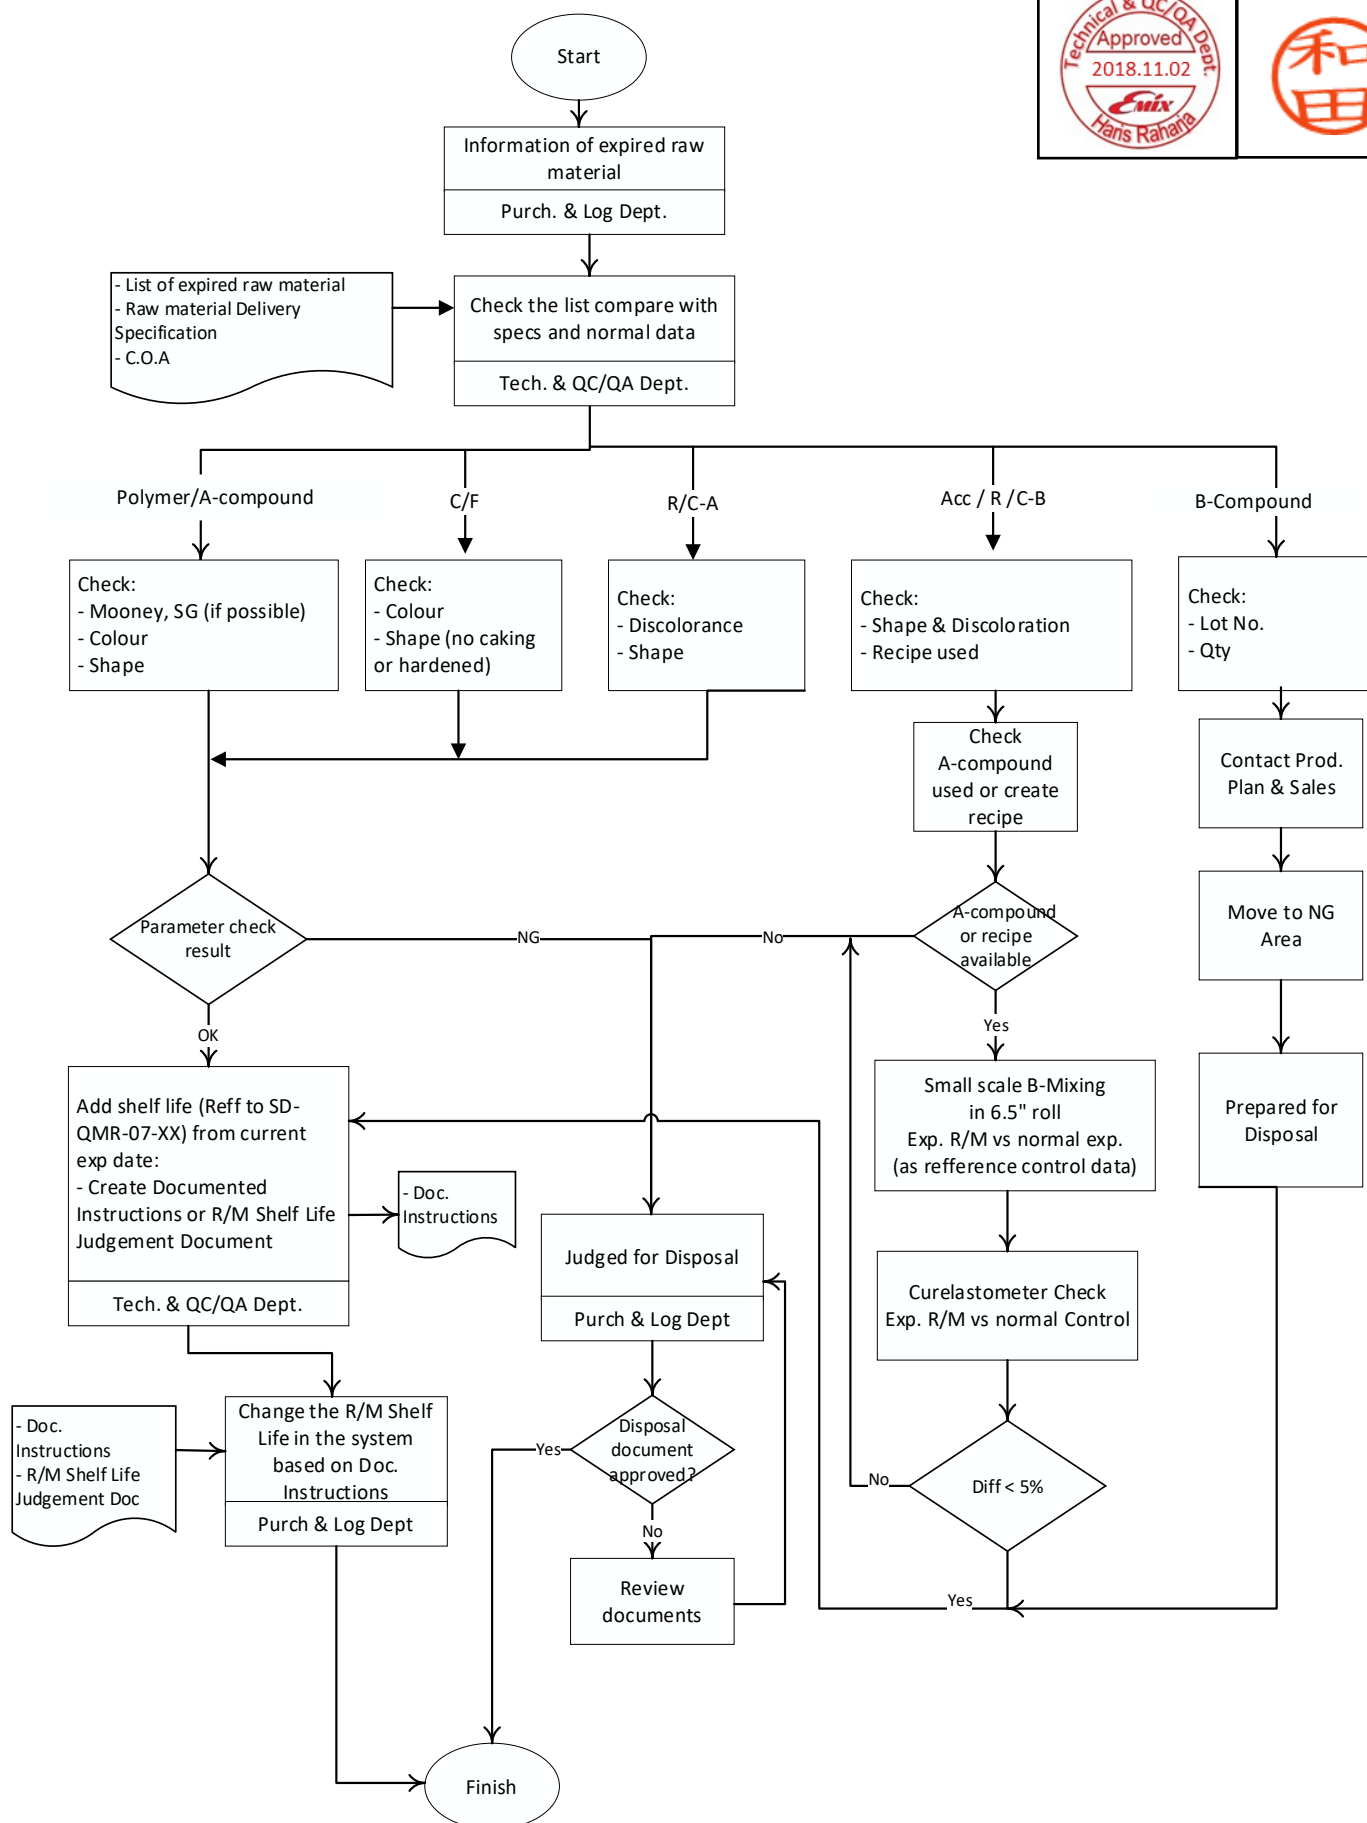 Technical & QC/QA Dept.
Approved
2018.11.02
Emix
Haris Rahana
和
田
Start
Information of expired raw
material
Purch. & Log Dept.
- List of expired raw material
- Raw material Delivery
Specification
- C.O.A
Check the list compare with
specs and normal data
Tech. & QC/QA Dept.
Polymer/A-compound
C/F
R/C-A
Acc / R /C-B
B-Compound
Check:
- Mooney, SG (if possible)
- Colour
- Shape
Check:
- Colour
- Shape (no caking
or hardened)
Check:
- Discolorance
- Shape
Check:
- Shape & Discoloration
- Recipe used
Check:
- Lot No.
- Qty
Check
A-compound
used or create
recipe
Contact Prod.
Plan & Sales
Parameter check
result
NG
No
A-compound
or recipe
available
Move to NG
Area
OK
Yes
Add shelf life (Reff to SD-
QMR-07-XX) from current
exp date:
- Create Documented
Instructions or R/M Shelf Life
Judgement Document
Tech. & QC/QA Dept.
- Doc.
Instructions
Small scale B-Mixing
in 6.5" roll
Exp. R/M vs normal exp.
(as refference control data)
Prepared for
Disposal
Judged for Disposal
Purch & Log Dept
Curelastometer Check
Exp. R/M vs normal Control
- Doc.
Instructions
- R/M Shelf Life
Judgement Doc
Change the R/M Shelf
Life in the system
based on Doc.
Instructions
Purch & Log Dept
Yes
Disposal
document
approved?
No
Diff < 5%
No
Review
documents
Yes
Finish